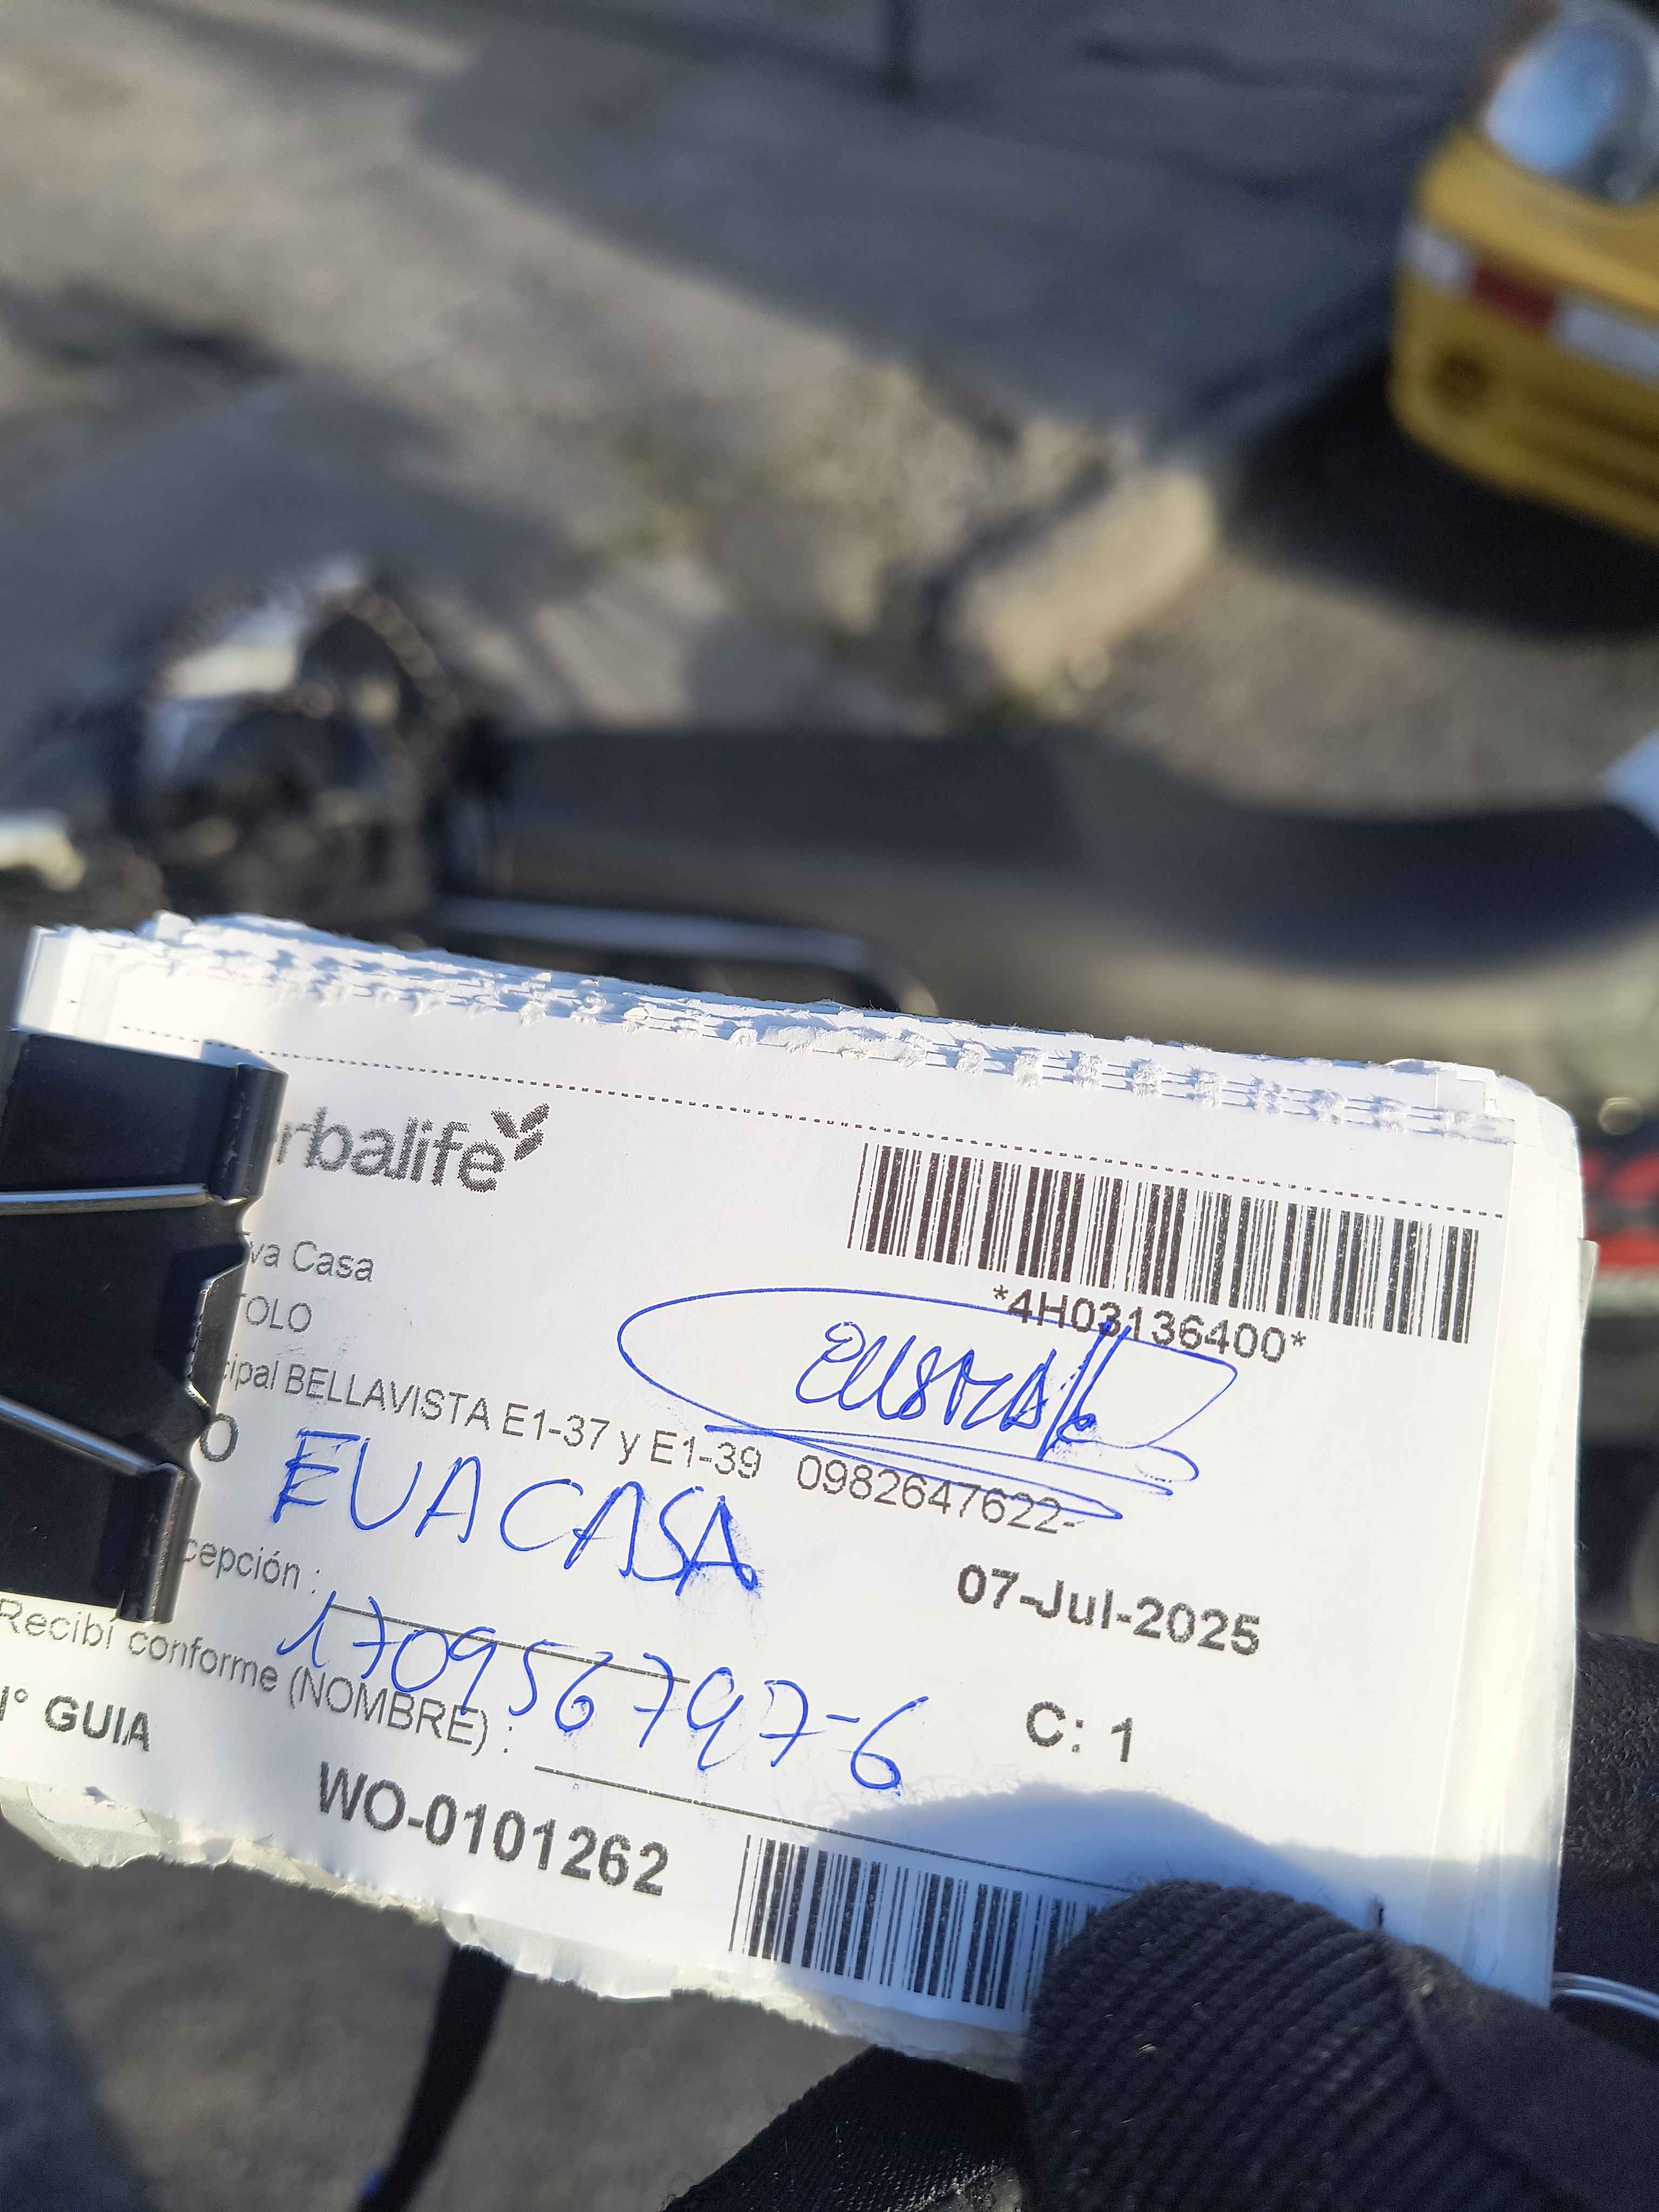 rbalife
*4H03136400*
va Casa
TOLO
cipal BELLAVISTA E1-37 y E1-39 0982647622-
O
EVA CASA
cepción :
07-Jul-2025
170956797-6
Recibí conforme (NOMBRE) :
C: 1
N° GUIA
WO-0101262